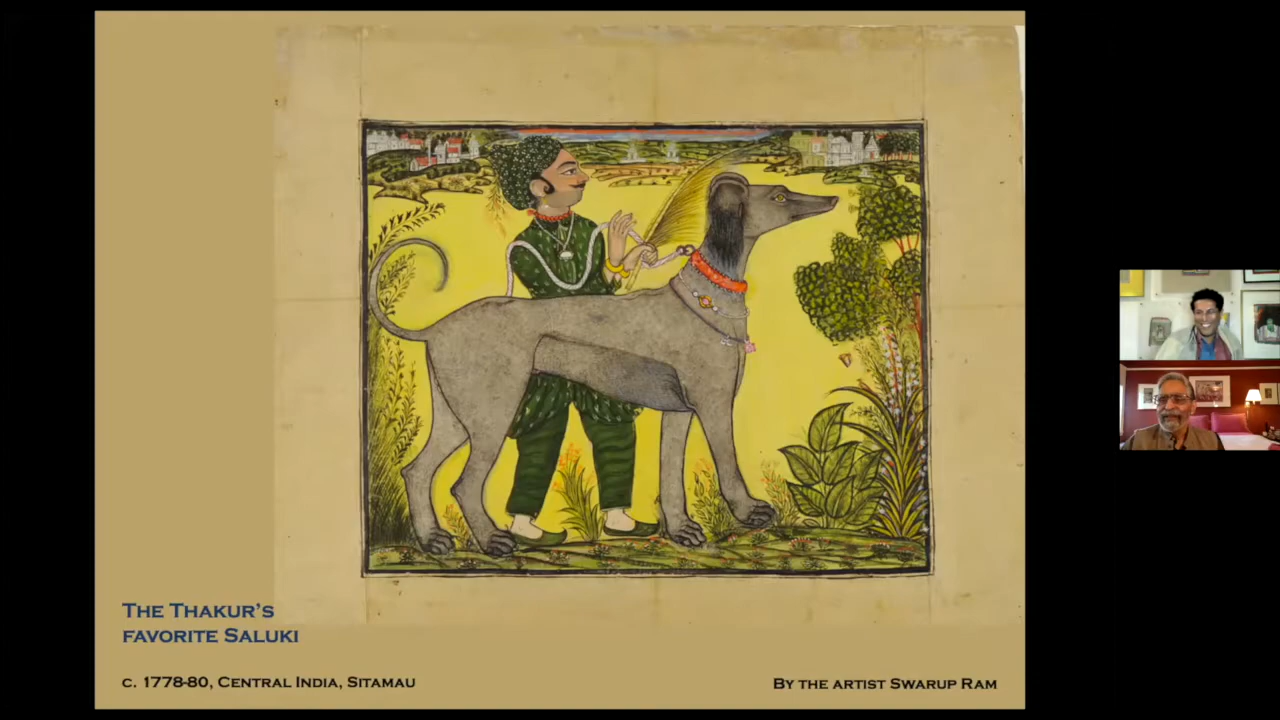 The Thakur's
favorite Saluki
c. 1778-80, Central India, Sitamau
By the artist Swarup Ram